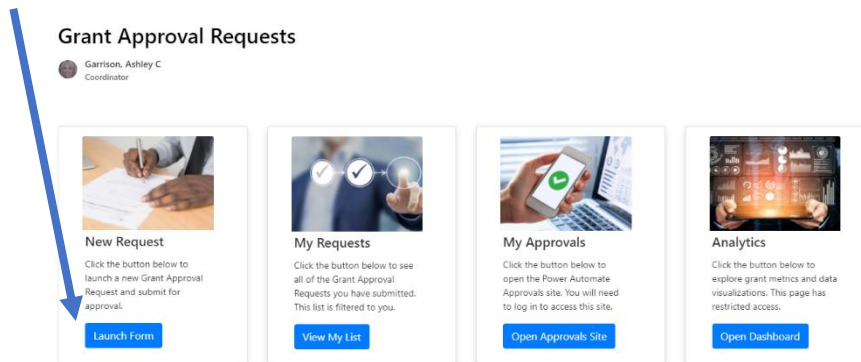 Grant Approval Requests
Garrison, Ashley C
Coordinator
New Request
Click the button below to
launch a new Grant Approval
Request and submit for
approval.
Launch Form
My Requests
Click the button below to see
all of the Grant Approval
Requests you have submitted.
This list is filtered to you.
View My List
My Approvals
Click the button below to
open the Power Automate
Approvals site. You will need
to log in to access this site.
Open Approvals Site
Analytics
Click the button below to
explore grant metrics and data
visualizations. This page has
restricted access.
Open Dashboard